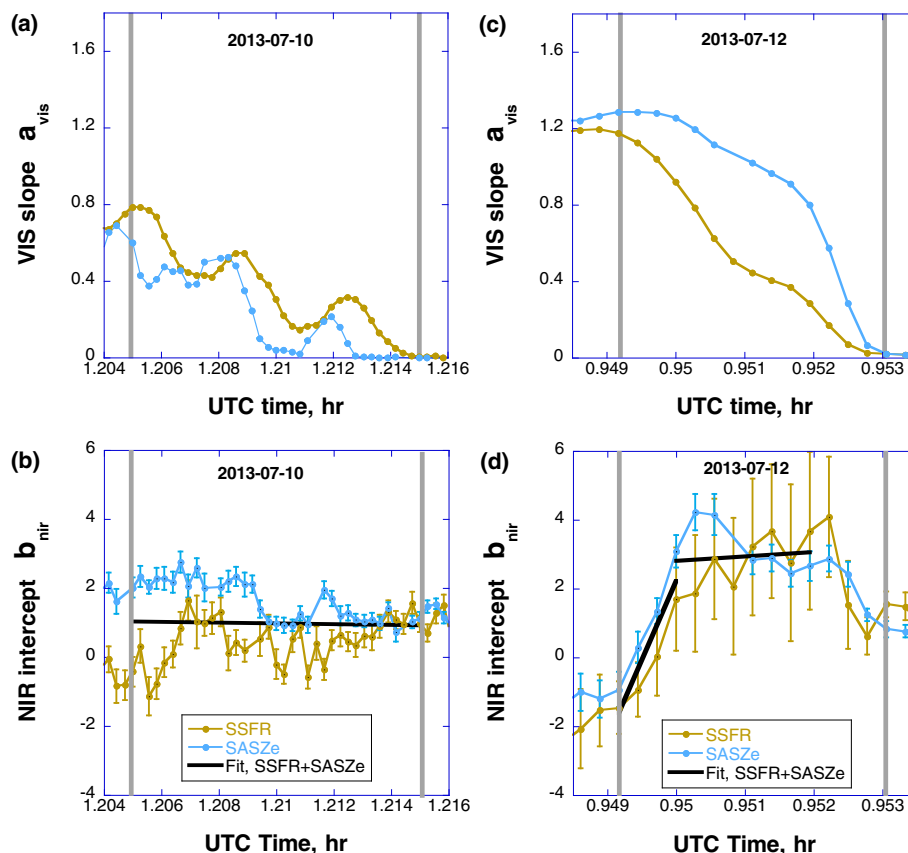 (a)
2013-07-10
1.6
1.2
0.8
0.4
0
VIS slope a_vis
1.204 1.206 1.208 1.21 1.212 1.214 1.216
UTC time, hr
(c)
2013-07-12
1.6
1.2
0.8
0.4
0
VIS slope a_vis
0.949 0.95 0.951 0.952 0.953
UTC time, hr
(b)
2013-07-10
6
4
2
0
-2
-4
NIR intercept b_nir
SSFR
SASZe
Fit, SSFR+SASZe
1.204 1.206 1.208 1.21 1.212 1.214 1.216
UTC Time, hr
(d)
2013-07-12
6
4
2
0
-2
-4
NIR intercept b_nir
SSFR
SASZe
Fit, SSFR+SASZe
0.949 0.95 0.951 0.952 0.953
UTC Time, hr